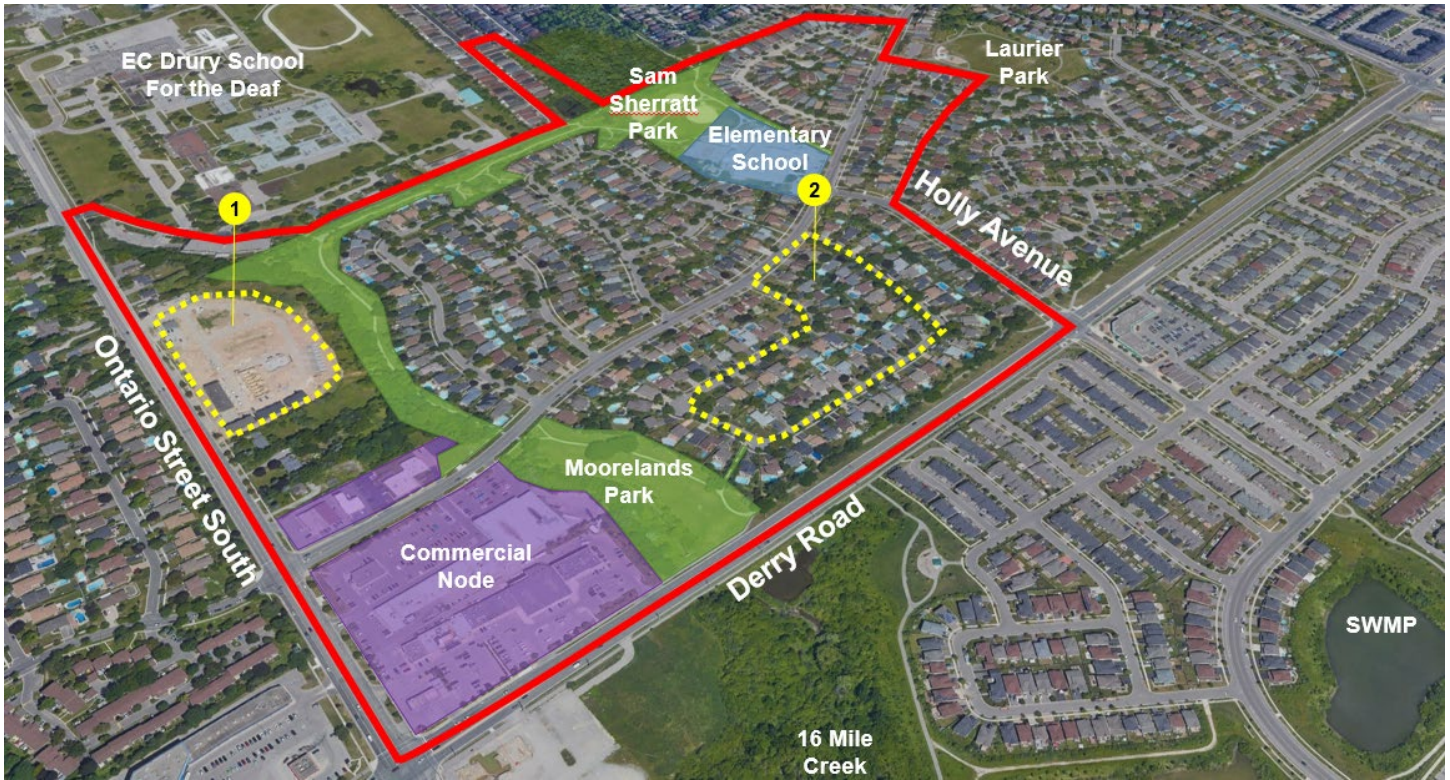 EC Drury School
For the Deaf
Sam
Sherratt
Park
Laurier
Park
Elementary
School
1
2
Holly Avenue
Ontario Street South
Moorelands
Park
Commercial
Node
Derry Road
SWMP
16 Mile
Creek